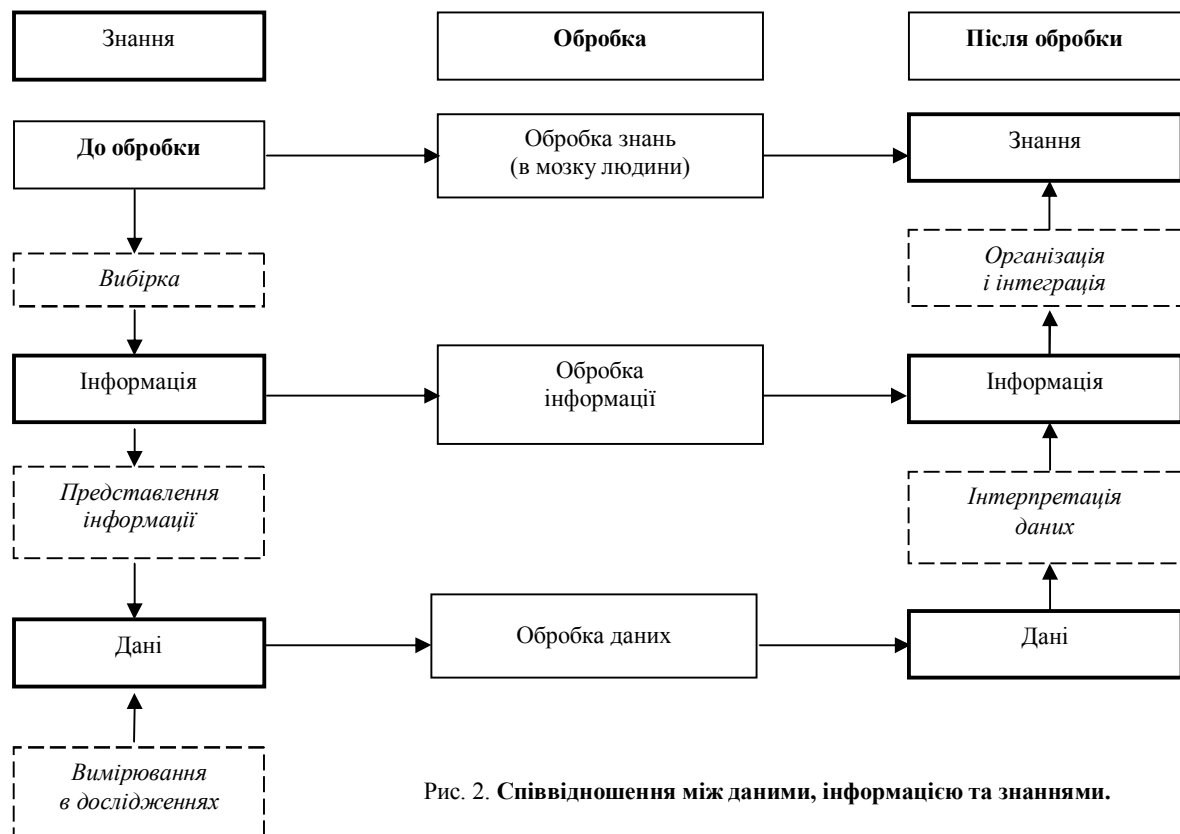 Знання
Обробка
Після обробки
До обробки
Обробка знань
(в мозку людини)
Знання
Вибірка
Організація
і інтеграція
Інформація
Обробка
інформації
Інформація
Представлення
інформації
Інтерпретація
даних
Дані
Обробка даних
Дані
Вимірювання
в дослідженнях
Рис. 2. Співвідношення між даними, інформацією та знаннями.